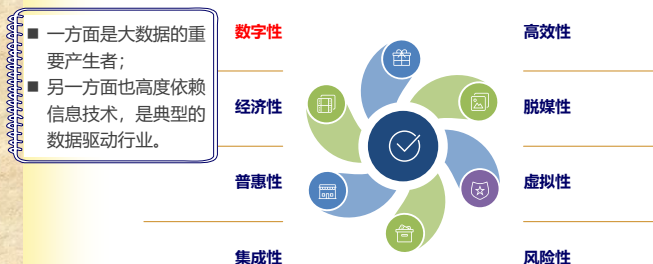 ■ 一方面是大数据的重
要产生者；
■ 另一方面也高度依赖
信息技术，是典型的
数据驱动行业。
数字性
经济性
普惠性
集成性
高效性
脱媒性
虚拟性
风险性